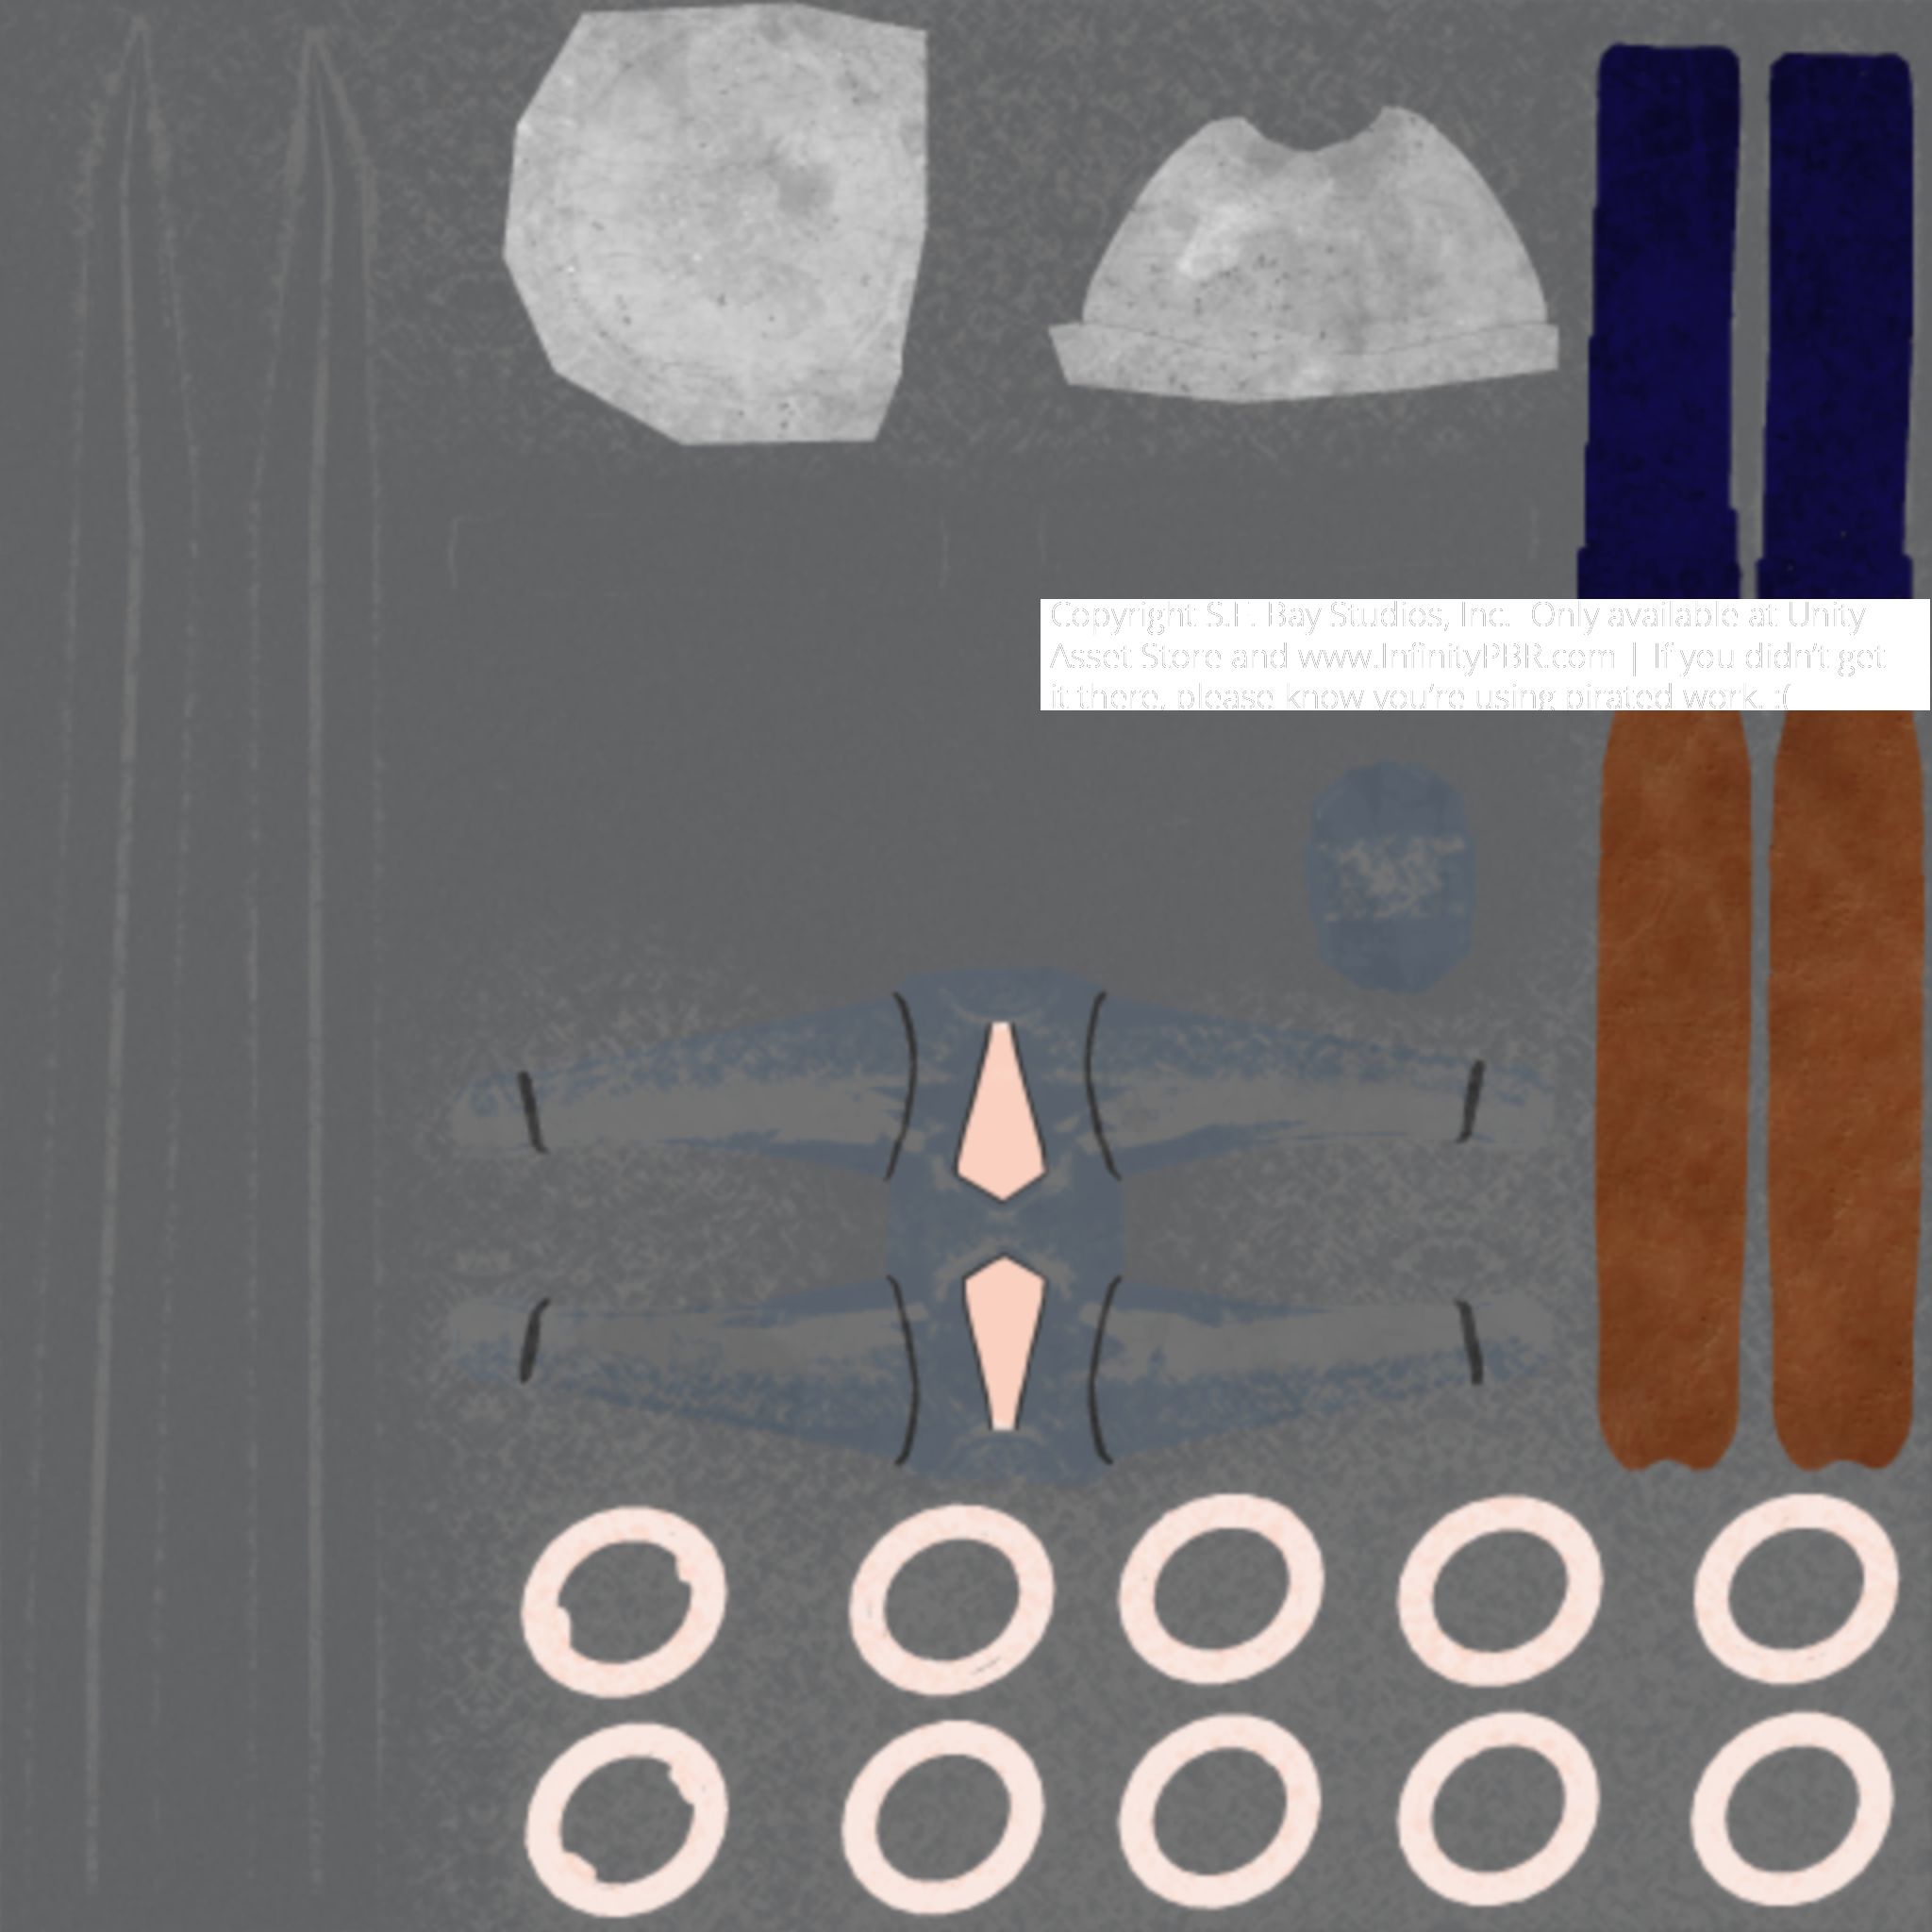 Copyright S.F. Bay Studios, Inc.  Only available at Unity
Asset Store and www.InfinityPBR.com | If you didn't get
it there, please know you're using pirated work. :(